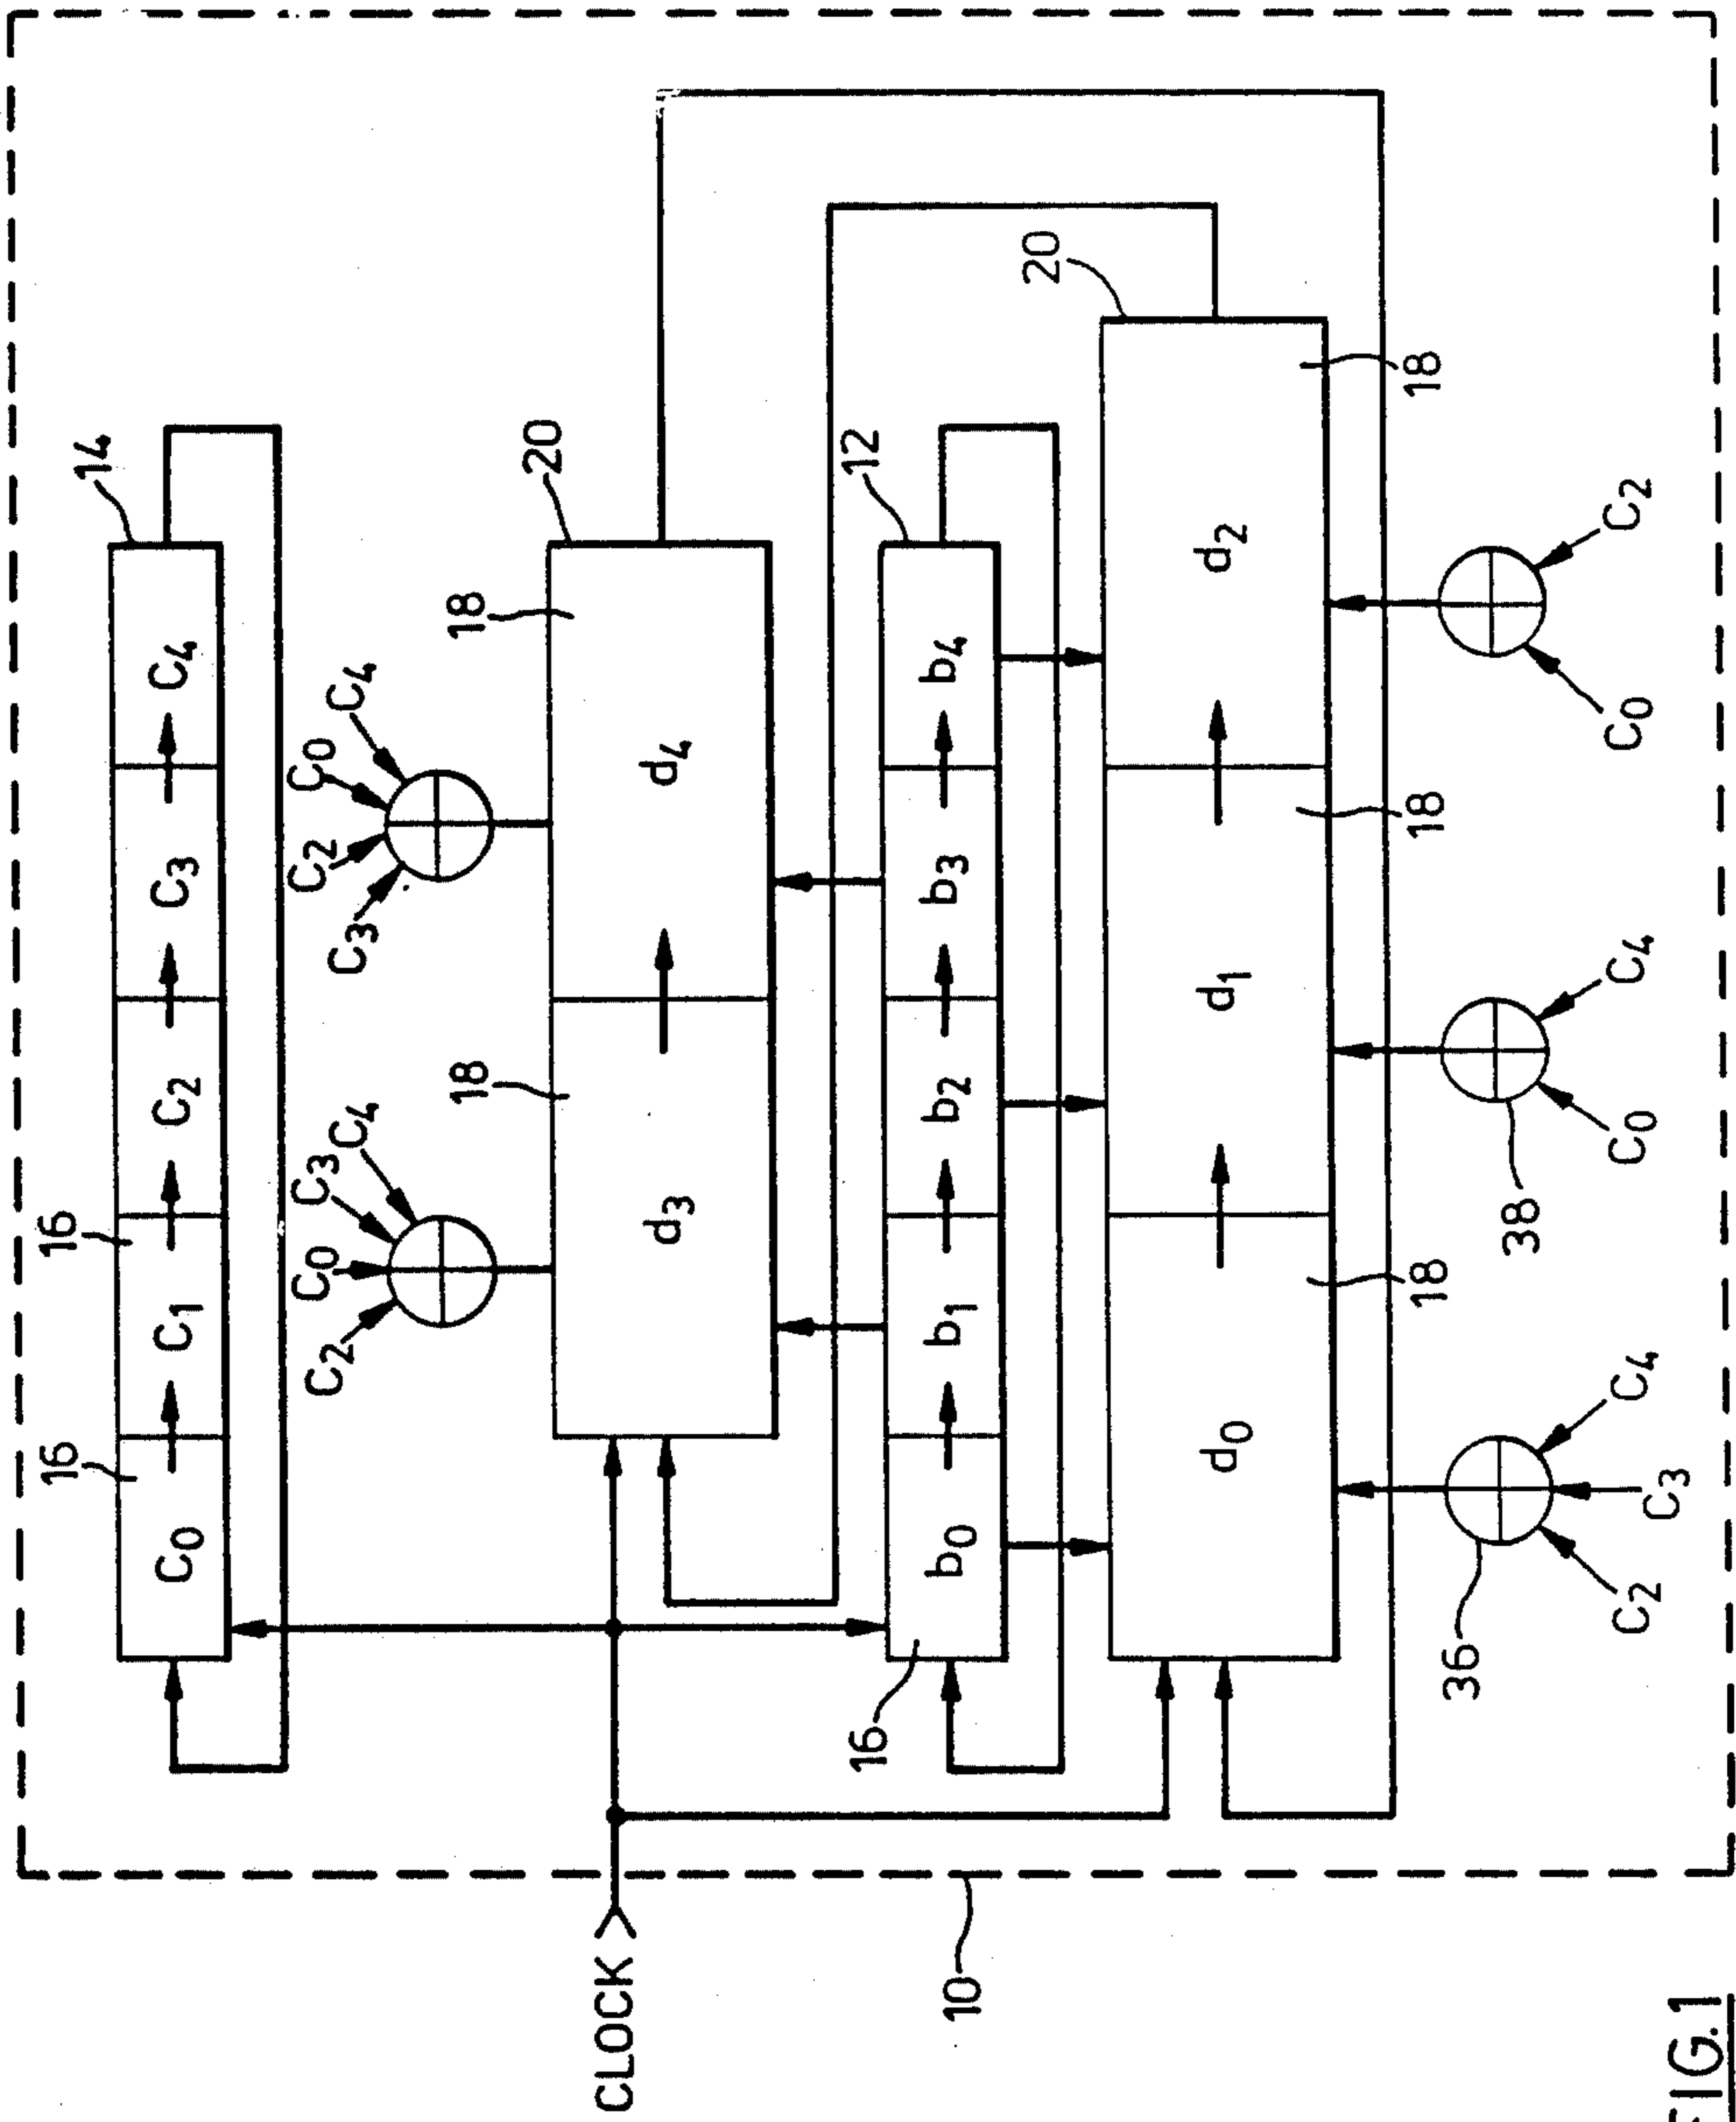 14
16
16
C0 C1 C2 C3 C4
C2 C0 C3 C4
C3 C2 C0 C4
18
18
20
d3 d4
CLOCK
12
16
b0 b1 b2 b3 b4
20
d0 d1 d2
18
18
18
10
36
38
C2 C3 C4
C0 C4
C0 C2
FIG.1